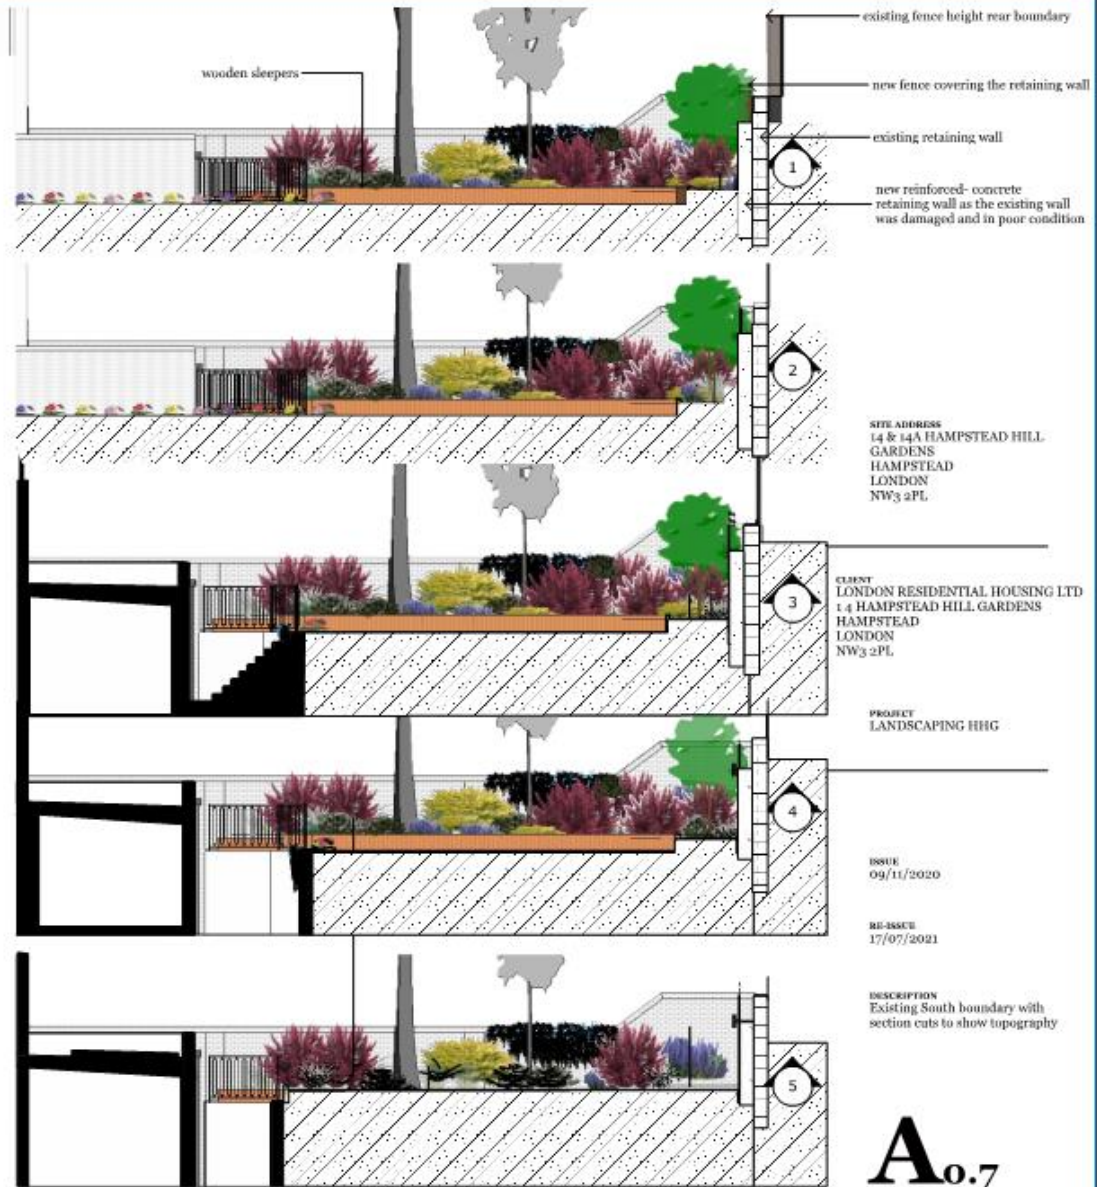 existing fence height rear boundary
wooden sleepers
new fence covering the retaining wall
existing retaining wall
1
new reinforced- concrete
retaining wall as the existing wall
was damaged and in poor condition
2
SITE ADDRESS
14 & 14A HAMPSTEAD HILL
GARDENS
HAMPSTEAD
LONDON
NW3 2PL
CLIENT
LONDON RESIDENTIAL HOUSING LTD
1 4 HAMPSTEAD HILL GARDENS
HAMPSTEAD
LONDON
NW3 2PL
3
PROJECT
LANDSCAPING HHG
4
ISSUE
09/11/2020
RE-ISSUE
17/07/2021
DESCRIPTION
Existing South boundary with
section cuts to show topography
5
A0.7